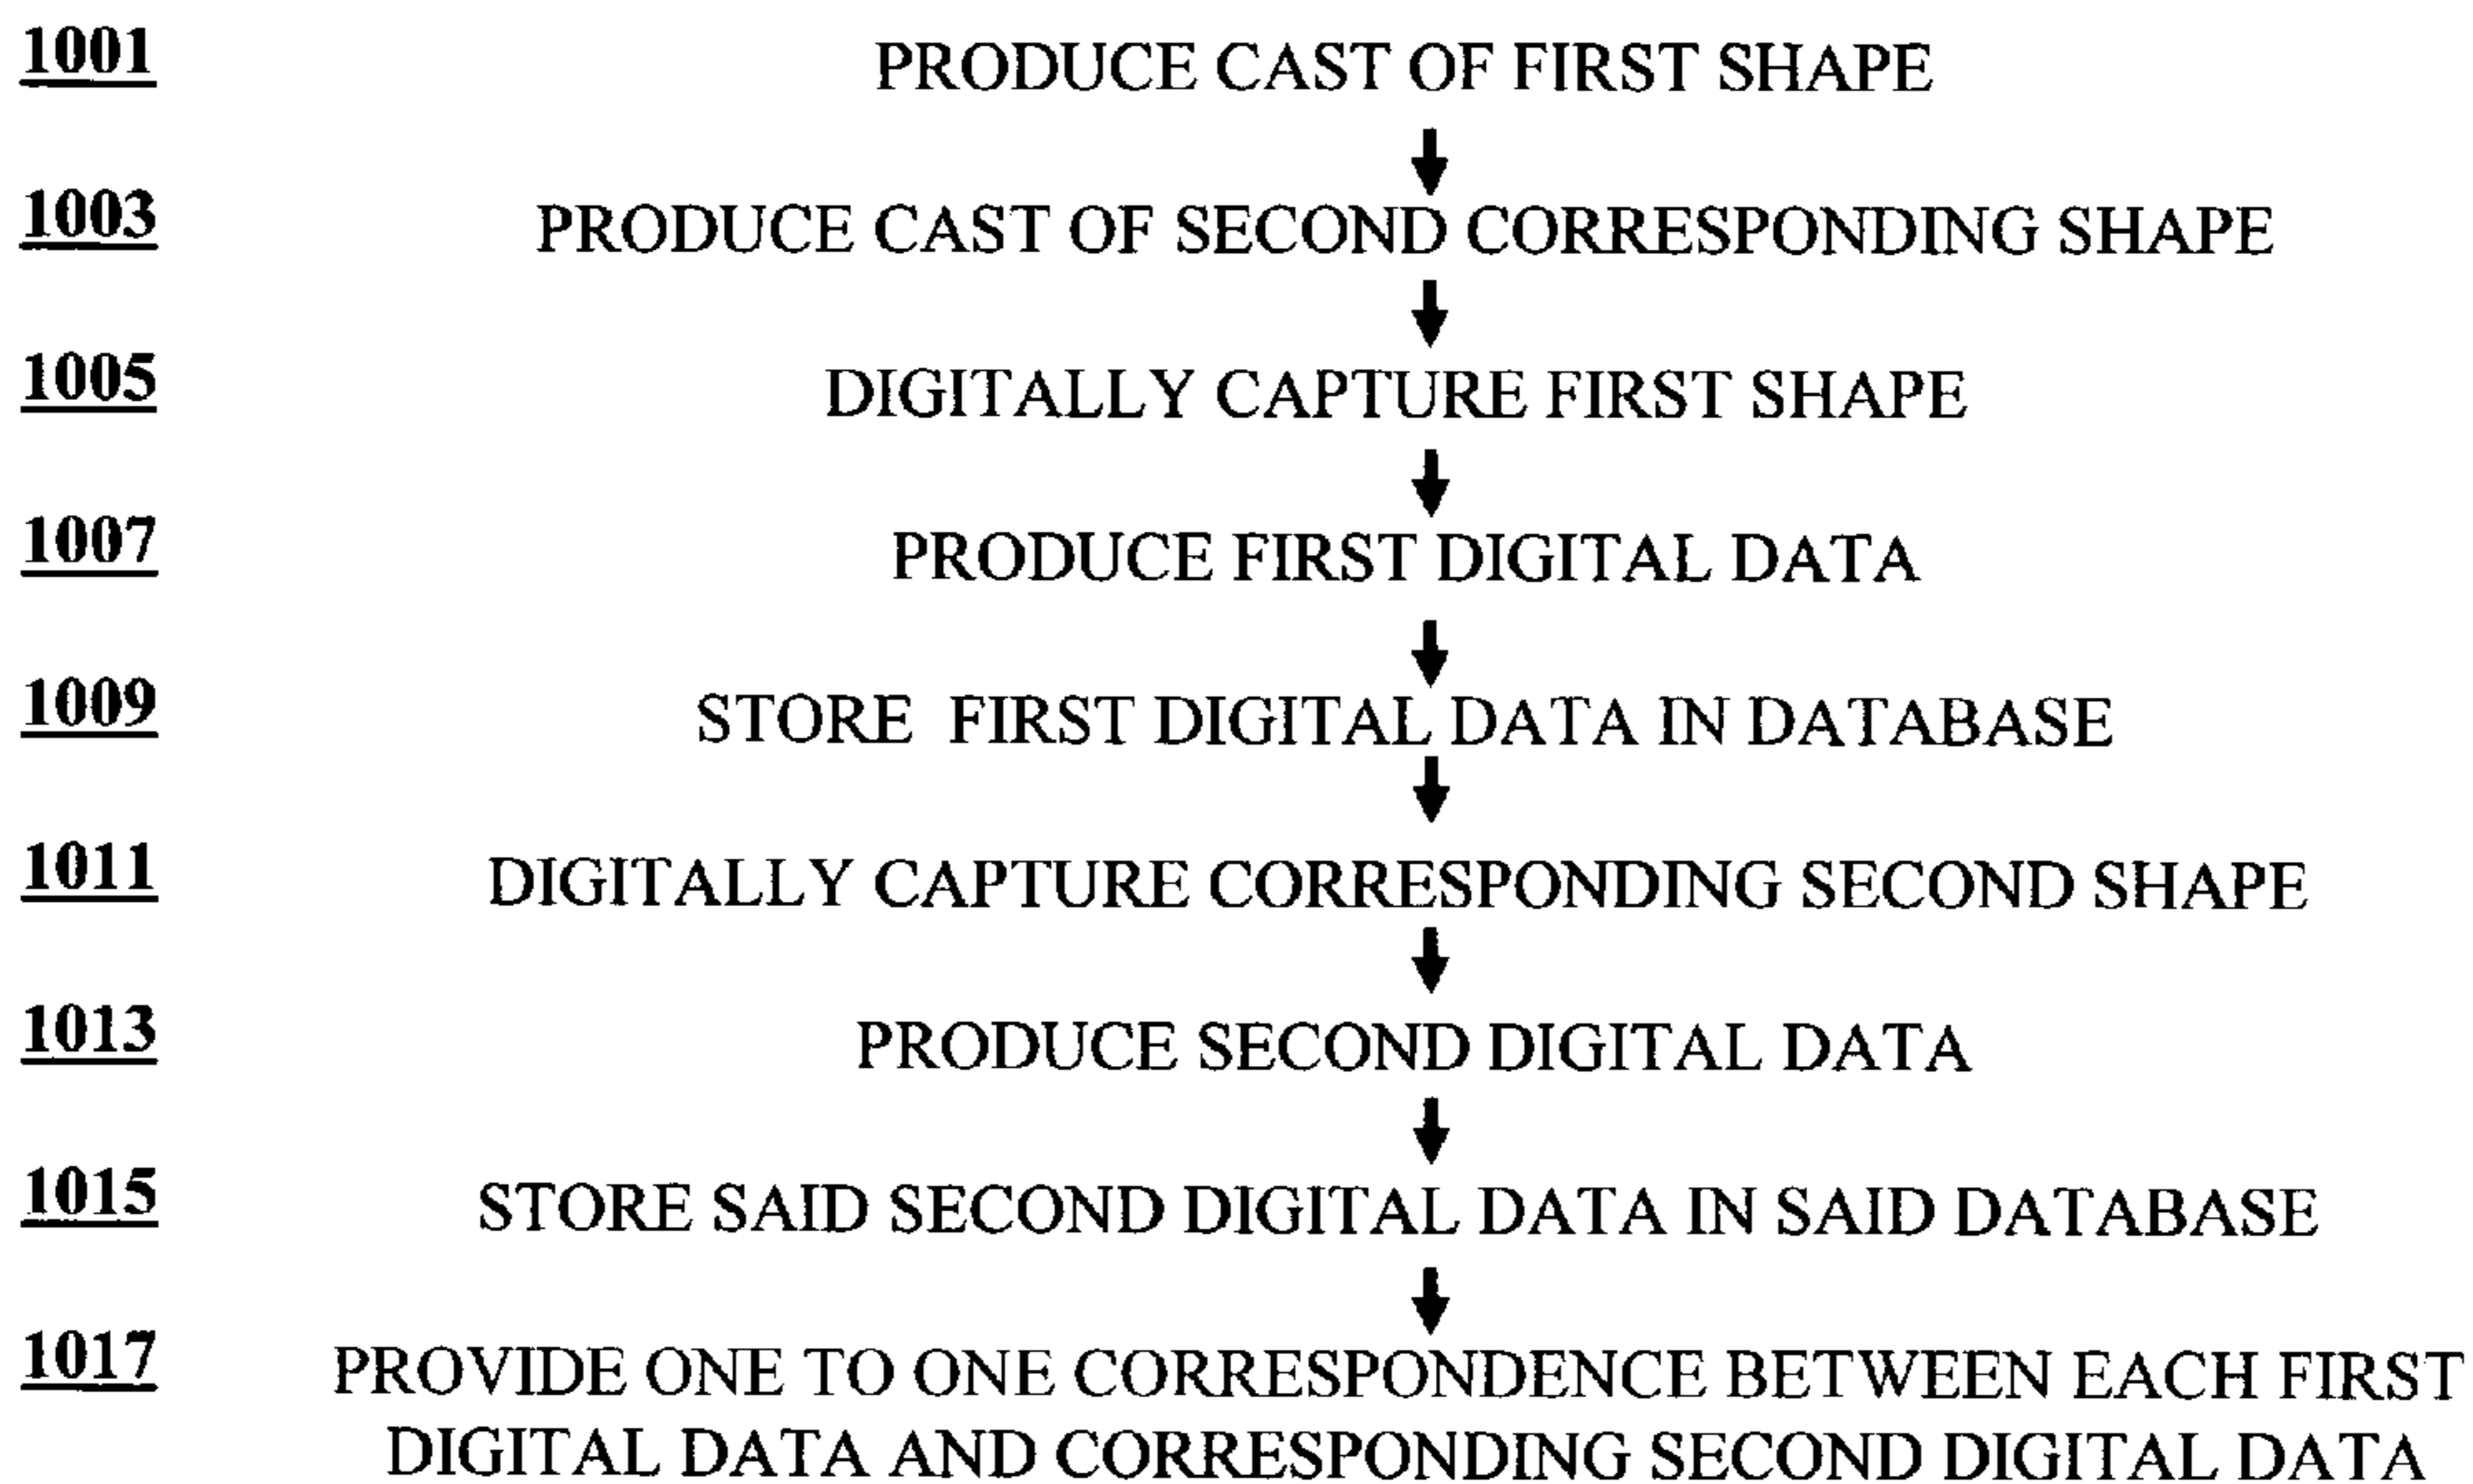 1001 PRODUCE CAST OF FIRST SHAPE
1003 PRODUCE CAST OF SECOND CORRESPONDING SHAPE
1005 DIGITALLY CAPTURE FIRST SHAPE
1007 PRODUCE FIRST DIGITAL DATA
1009 STORE FIRST DIGITAL DATA IN DATABASE
1011 DIGITALLY CAPTURE CORRESPONDING SECOND SHAPE
1013 PRODUCE SECOND DIGITAL DATA
1015 STORE SAID SECOND DIGITAL DATA IN SAID DATABASE
1017 PROVIDE ONE TO ONE CORRESPONDENCE BETWEEN EACH FIRST
DIGITAL DATA AND CORRESPONDING SECOND DIGITAL DATA